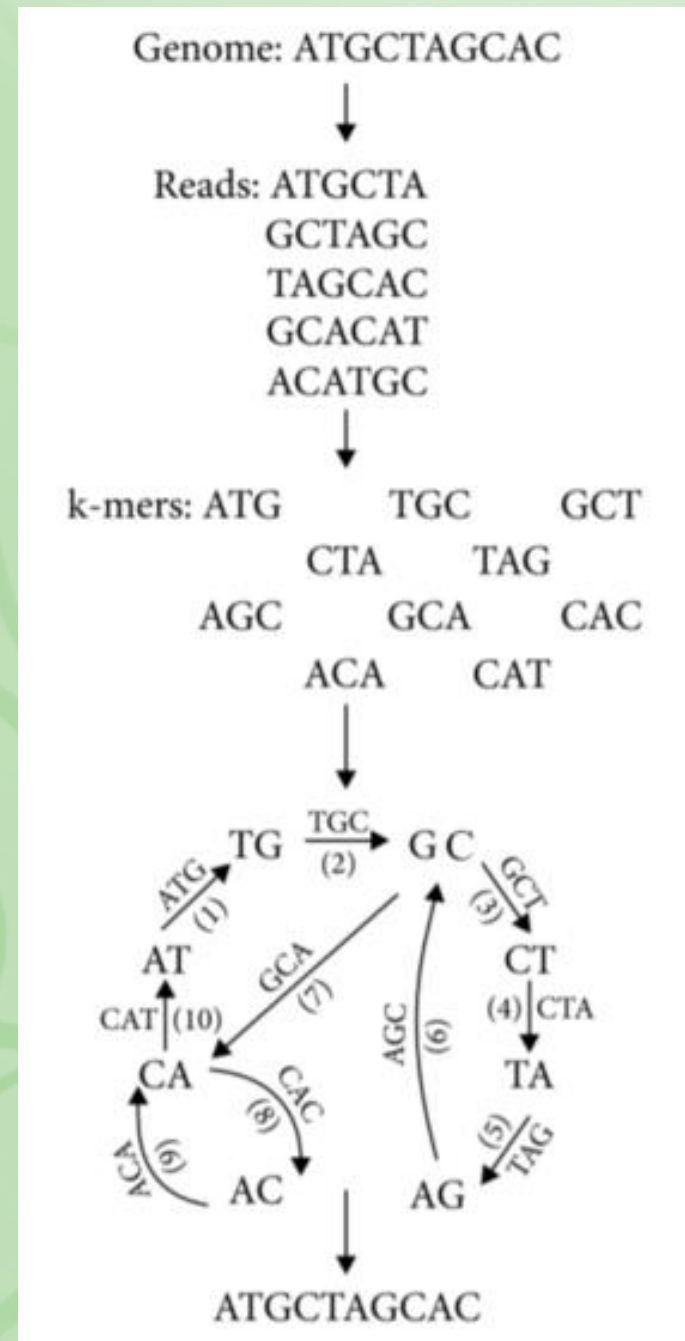 Genome: ATGCTAGCAC
Reads: ATGCTA
GCTAGC
TAGCAC
GCACAT
ACATGC
k-mers: ATG TGC GCT
CTA TAG
AGC GCA CAC
ACA CAT
TGC
TG (2) GC
ATG (1)
GCT (3)
AT
GCA (7)
CT
CAT (10)
AGC (6)
(4) CTA
CA
CAC (8)
TA
ACA (9)
(5) TAG
AC
AG
ATGCTAGCAC